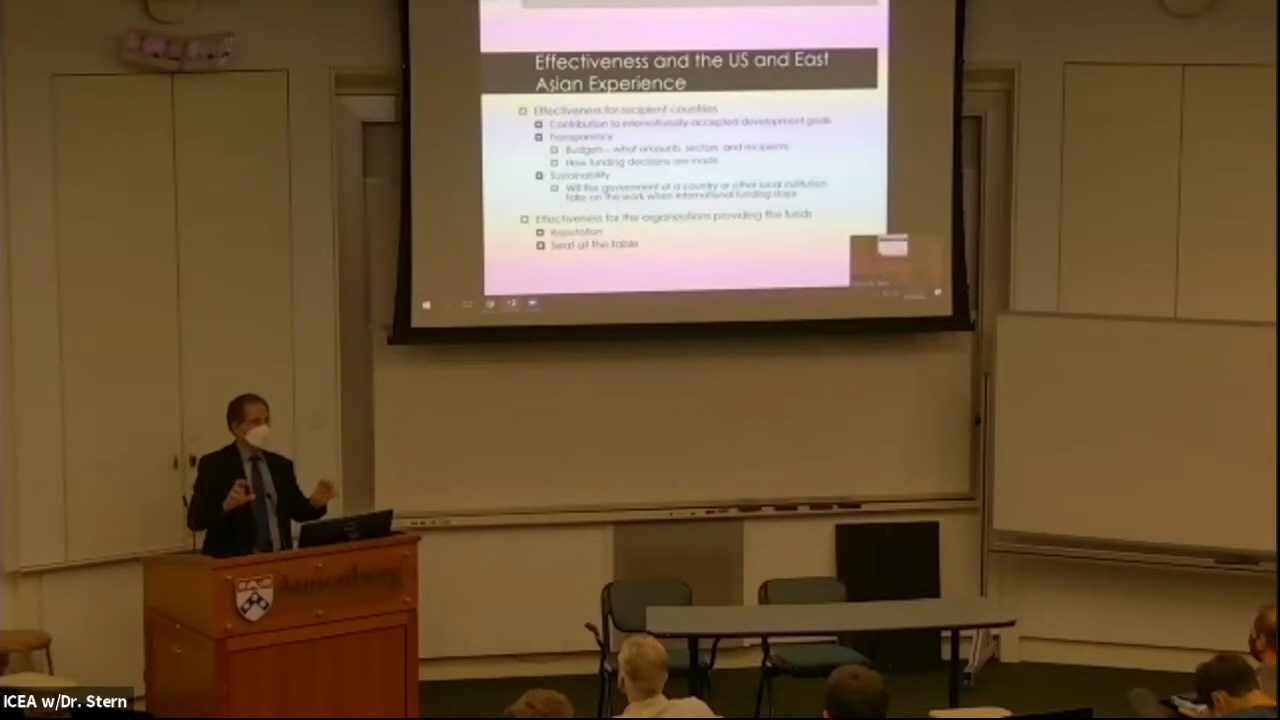 Effectiveness and the US and East
Asian Experience
Effectiveness for recipient countries
Contribution to internationally accepted development goals
Transparency
Budgets – what amounts, sectors, and recipients
How funding decisions are made
Sustainability
Will the government of a country or other local institution
take on the work when international funding stops
Effectiveness for the organizations providing the funds
Reputation
Seat at the table
Annenberg
ICEA w/Dr. Stern